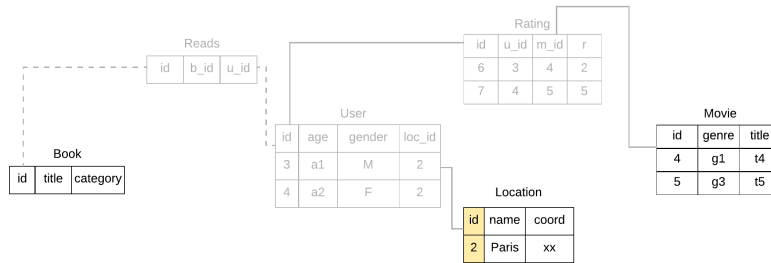 Rating
id u_id m_id r
6 3 4 2
7 4 5 5
Reads
id b_id u_id
User
id age gender loc_id
3 a1 M 2
4 a2 F 2
Movie
id genre title
4 g1 t4
5 g3 t5
Book
id title category
Location
id name coord
2 Paris xx